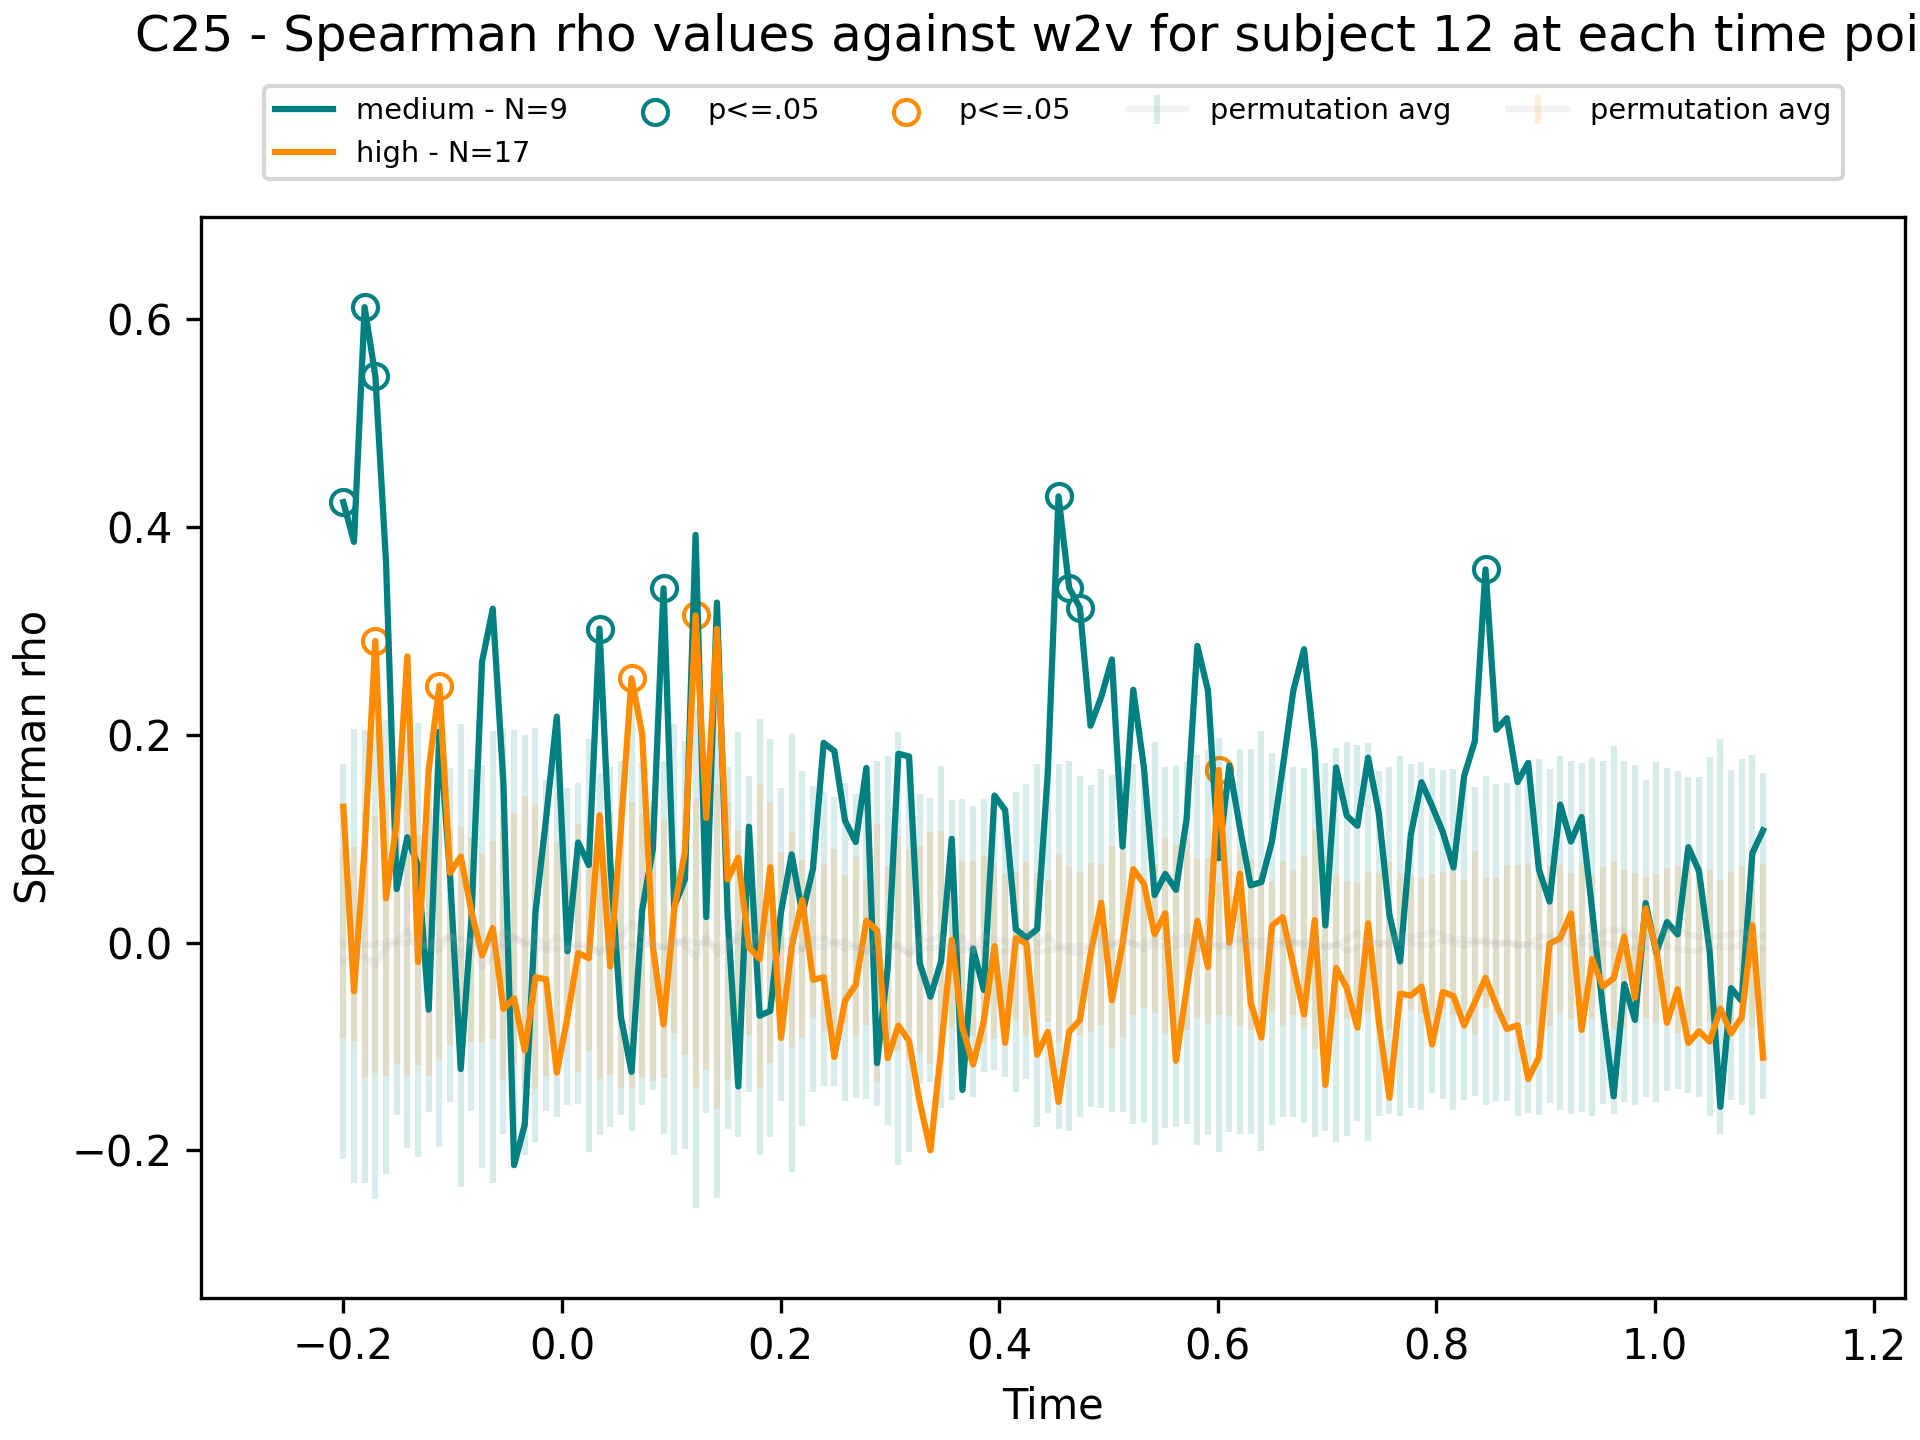 C25 - Spearman rho values against w2v for subject 12 at each time poi
medium - N=9
high - N=17
p<=.05
p<=.05
permutation avg
permutation avg
Spearman rho
0.6
0.4
0.2
0.0
−0.2
−0.2
0.0
0.2
0.4
0.6
0.8
1.0
1.2
Time